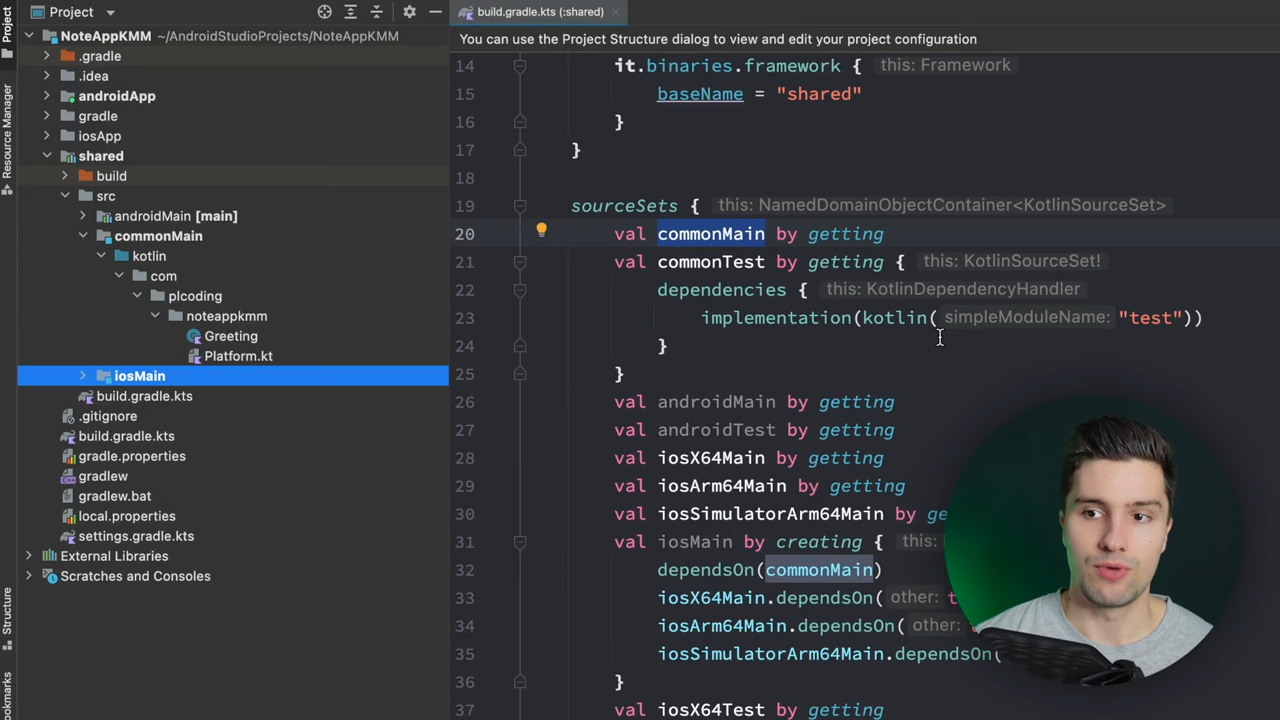 Project
Project
Resource Manager
Structure
ookmarks
NoteAppKMM ~/AndroidStudioProjects/NoteAppKMM
.gradle
.idea
androidApp
gradle
iosApp
shared
build
src
androidMain [main]
commonMain
kotlin
com
plcoding
noteappkmm
Greeting
Platform.kt
iosMain
build.gradle.kts
.gitignore
build.gradle.kts
gradle.properties
gradlew
gradlew.bat
local.properties
settings.gradle.kts
External Libraries
Scratches and Consoles
build.gradle.kts (:shared)
You can use the Project Structure dialog to view and edit your project configuration
14 it.binaries.framework { this: Framework
15 baseName = "shared"
16 }
17 }
18
19 sourceSets { this: NamedDomainObjectContainer<KotlinSourceSet>
20 val commonMain by getting
21 val commonTest by getting { this: KotlinSourceSet!
22 dependencies { this: KotlinDependencyHandler
23 implementation(kotlin( simpleModuleName: "test"))
24 }
25 }
26 val androidMain by getting
27 val androidTest by getting
28 val iosX64Main by getting
29 val iosArm64Main by getting
30 val iosSimulatorArm64Main by ge
31 val iosMain by creating {
32 dependsOn(commonMain)
33 iosX64Main.dependsOn( other: t
34 iosArm64Main.dependsOn( other:
35 iosSimulatorArm64Main.dependsOn(
36 }
37 val iosX64Test by getting